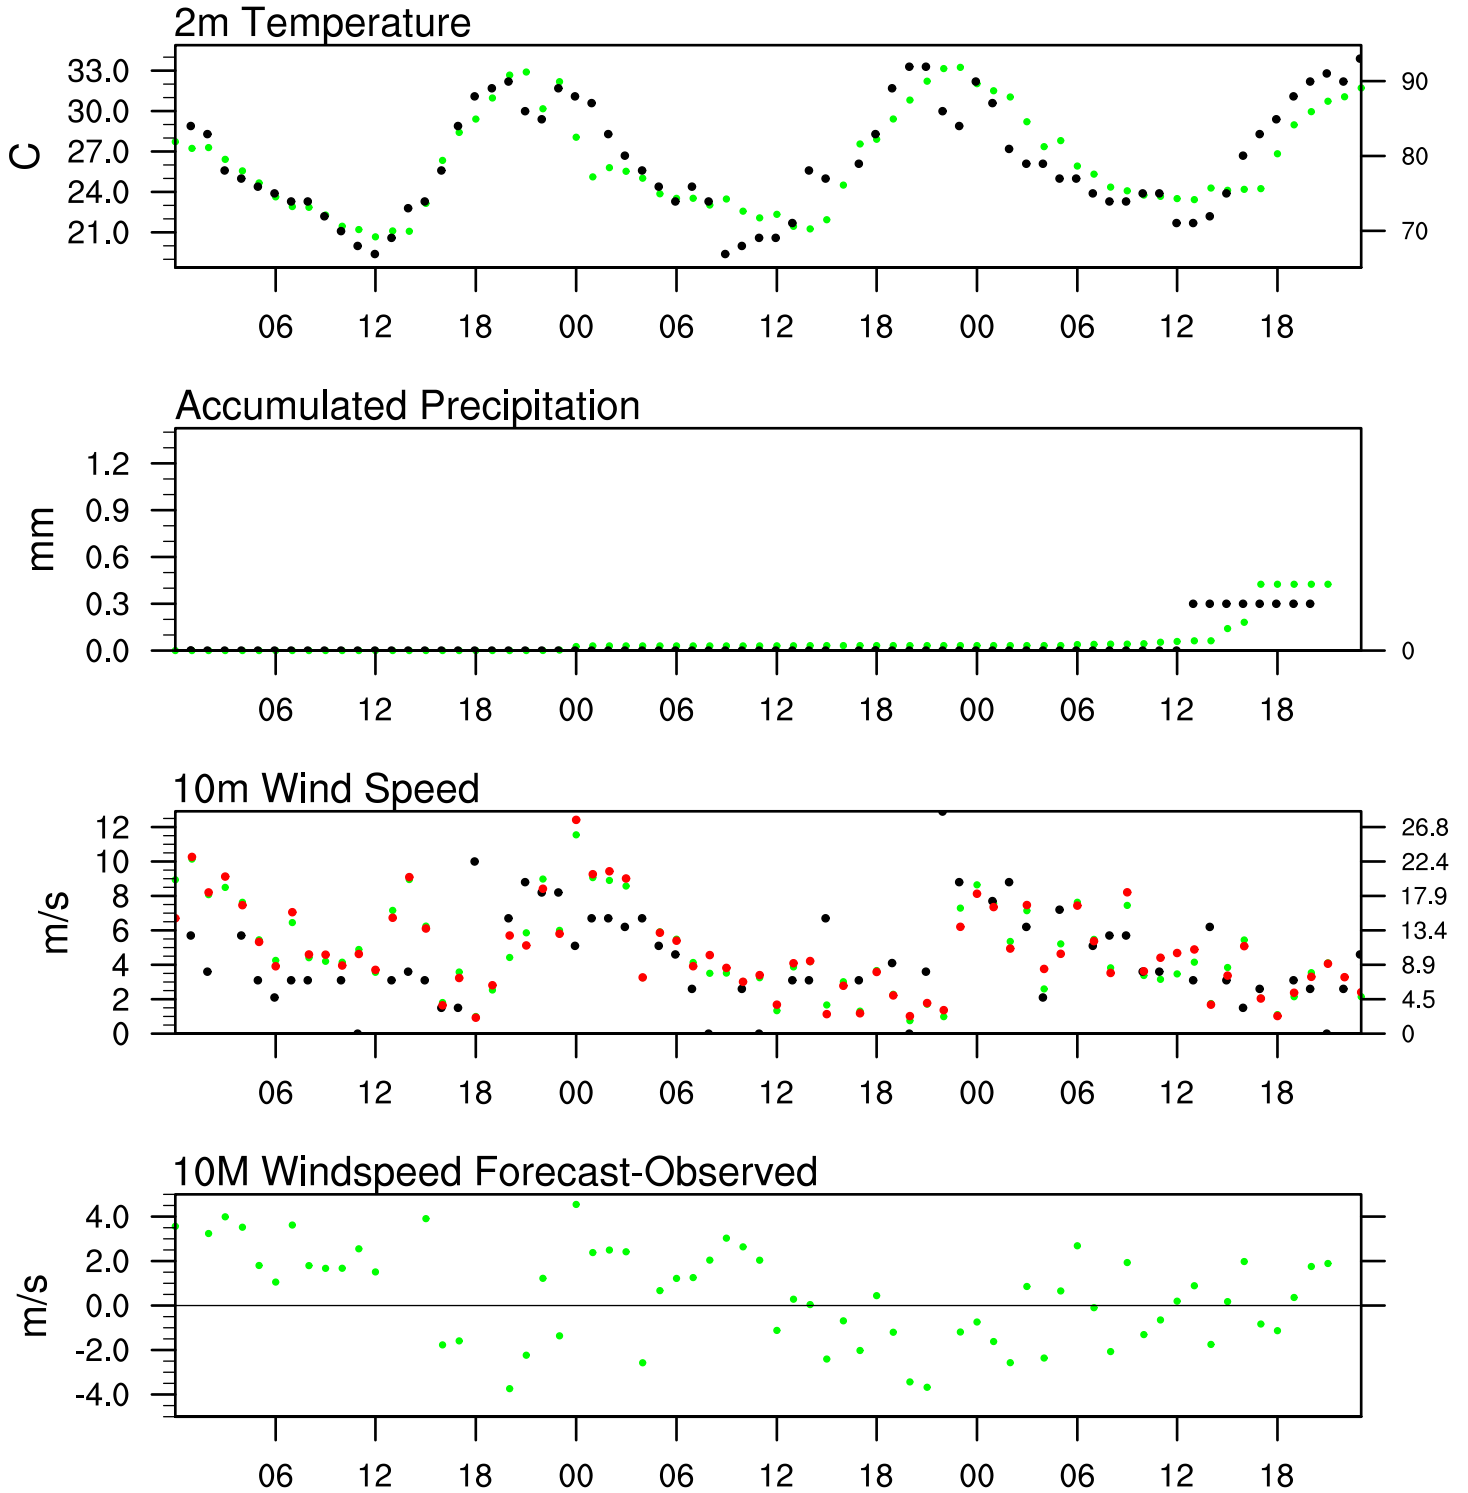 2m Temperature
33.0
30.0
27.0
24.0
21.0
C
90
80
70
06 12 18 00 06 12 18 00 06 12 18
Accumulated Precipitation
1.2
0.9
0.6
0.3
0.0
mm
0
06 12 18 00 06 12 18 00 06 12 18
10m Wind Speed
12
10
8
6
4
2
0
m/s
26.8
22.4
17.9
13.4
8.9
4.5
0
06 12 18 00 06 12 18 00 06 12 18
10M Windspeed Forecast-Observed
4.0
2.0
0.0
-2.0
-4.0
m/s
06 12 18 00 06 12 18 00 06 12 18